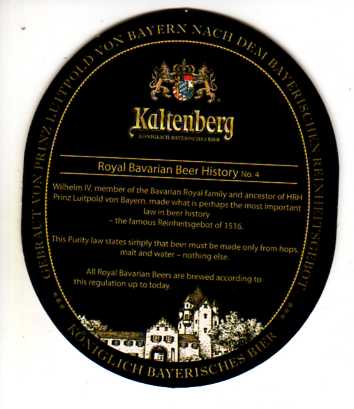 GEBRAUT VON PRINZ LUITPOLD VON BAYERN NACH DEM BAYERISCHEN REINHEITSGEBOT
Kaltenberg
KÖNIGLICH BAYERISCHES BIER
Royal Bavarian Beer History No. 4
Wilhelm IV, member of the Bavarian Royal family and ancestor of HRH
Prinz Luitpold von Bayern, made what is perhaps the most important
law in beer history
- the famous Reinheitsgebot of 1516.
This Purity law states simply that beer must be made only from hops
malt and water – nothing else.
All Royal Bavarian Beers are brewed according to
this regulation up to today.
*** KÖNIGLICH BAYERISCHES BIER ***